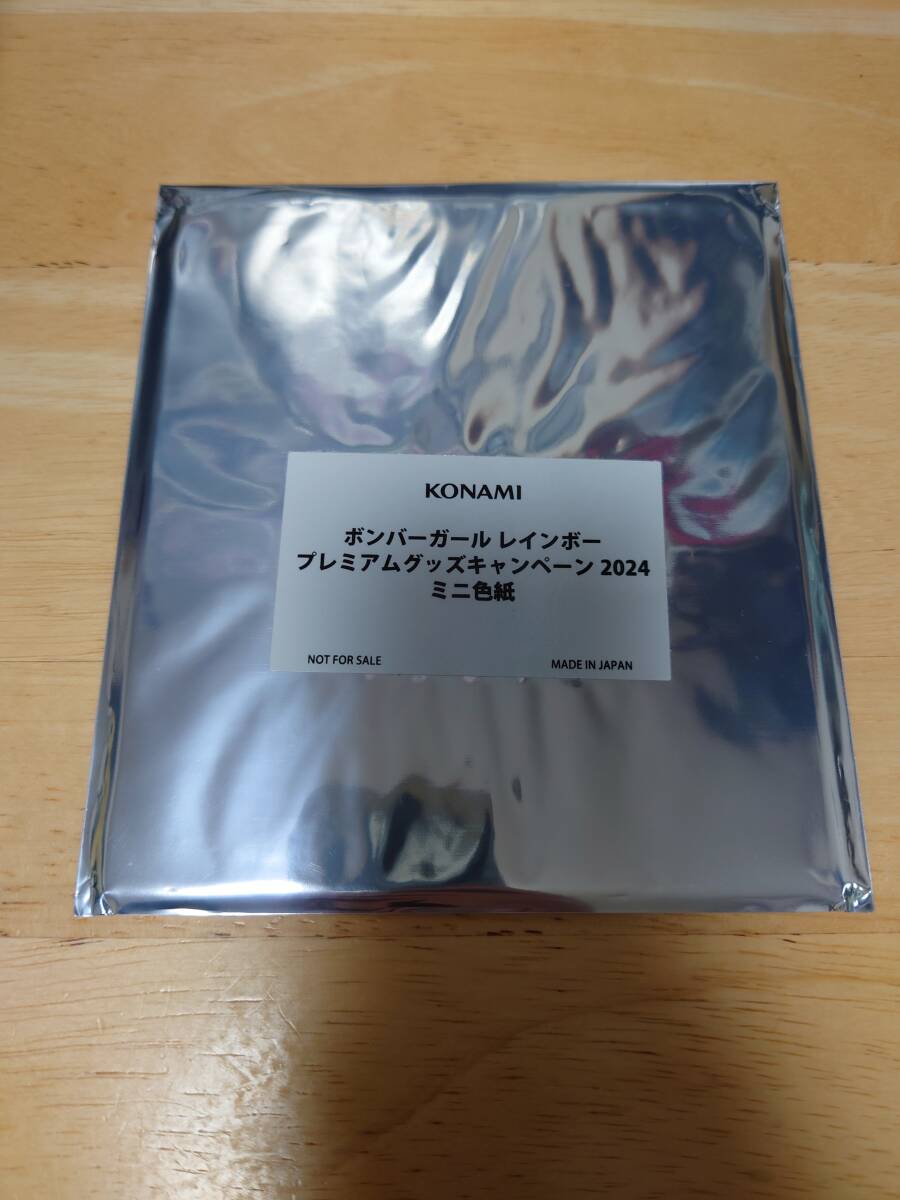 KONAMI
ボンバーガール レインボー
プレミアムグッズキャンペーン 2024
ミニ色紙
NOT FOR SALE
MADE IN JAPAN